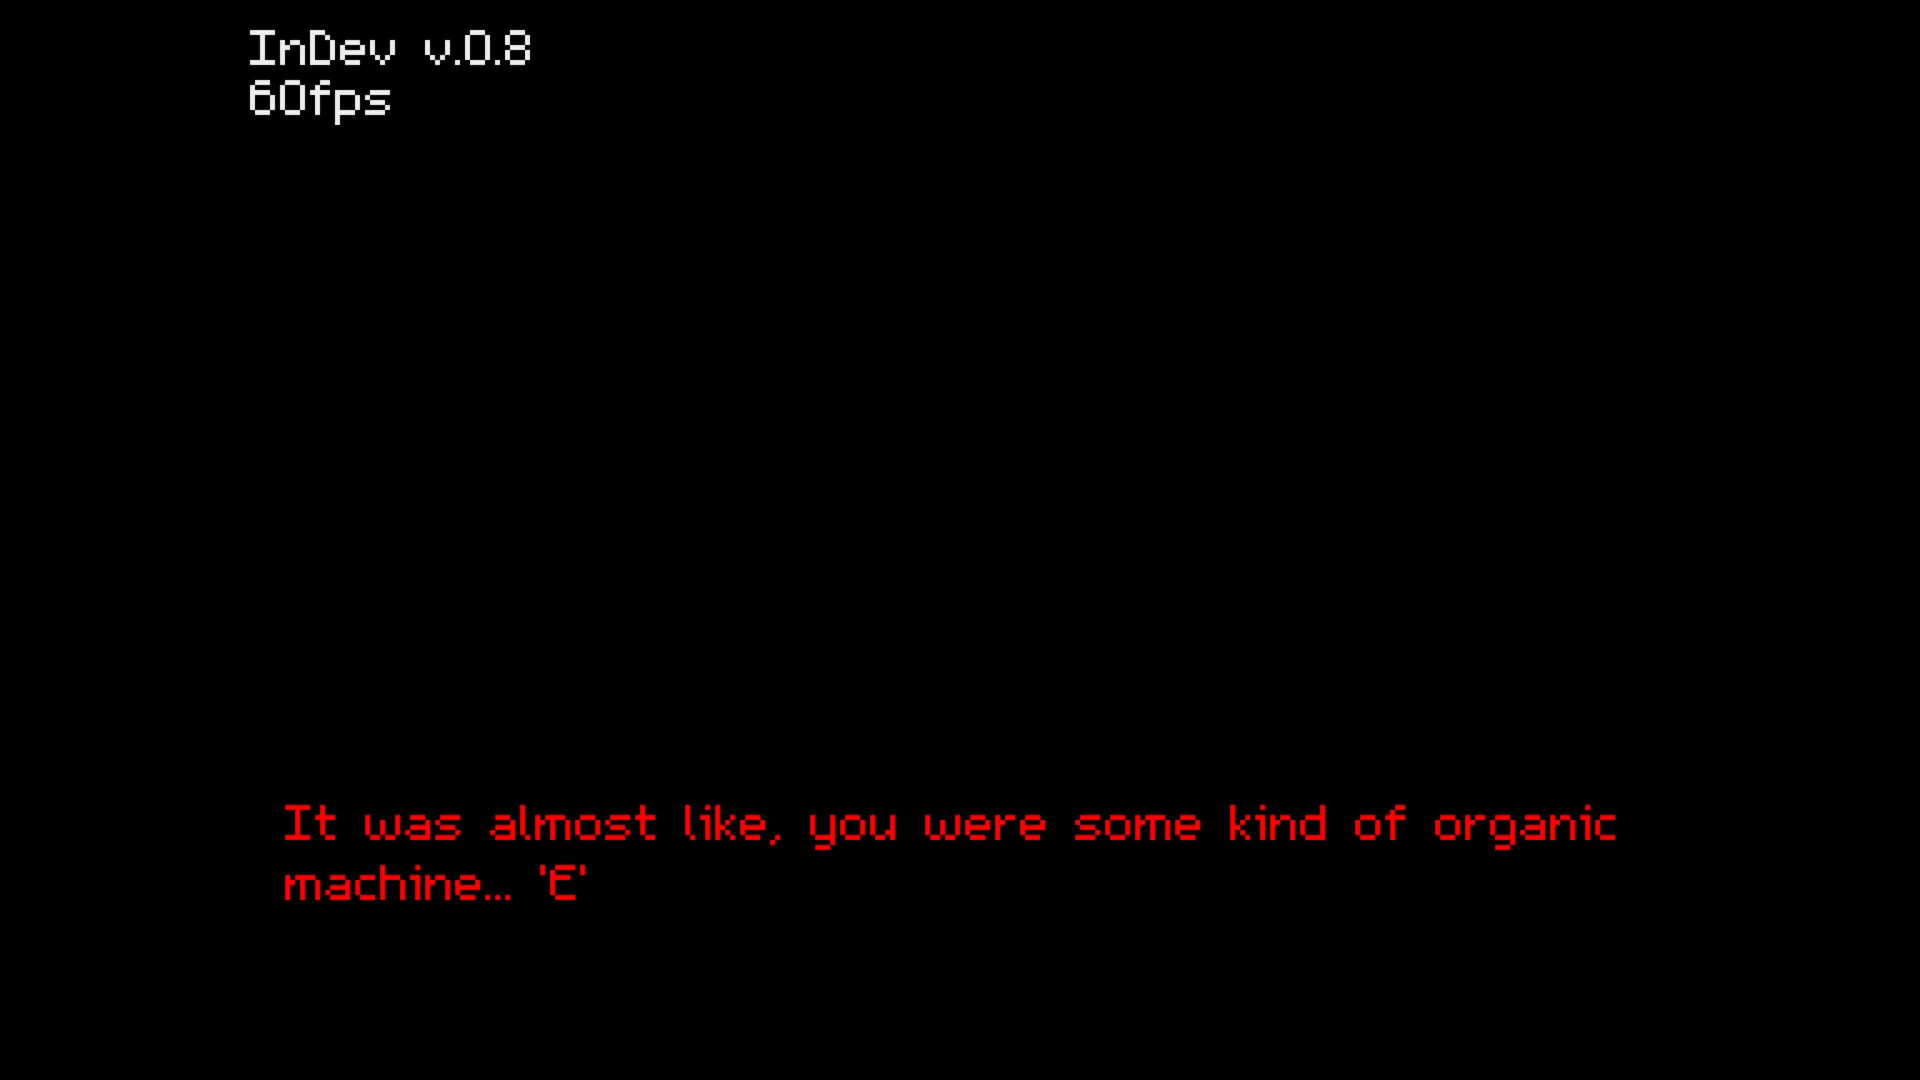 InDev v.0.8
60fps
It was almost like, you were some kind of organic
machine... 'E'